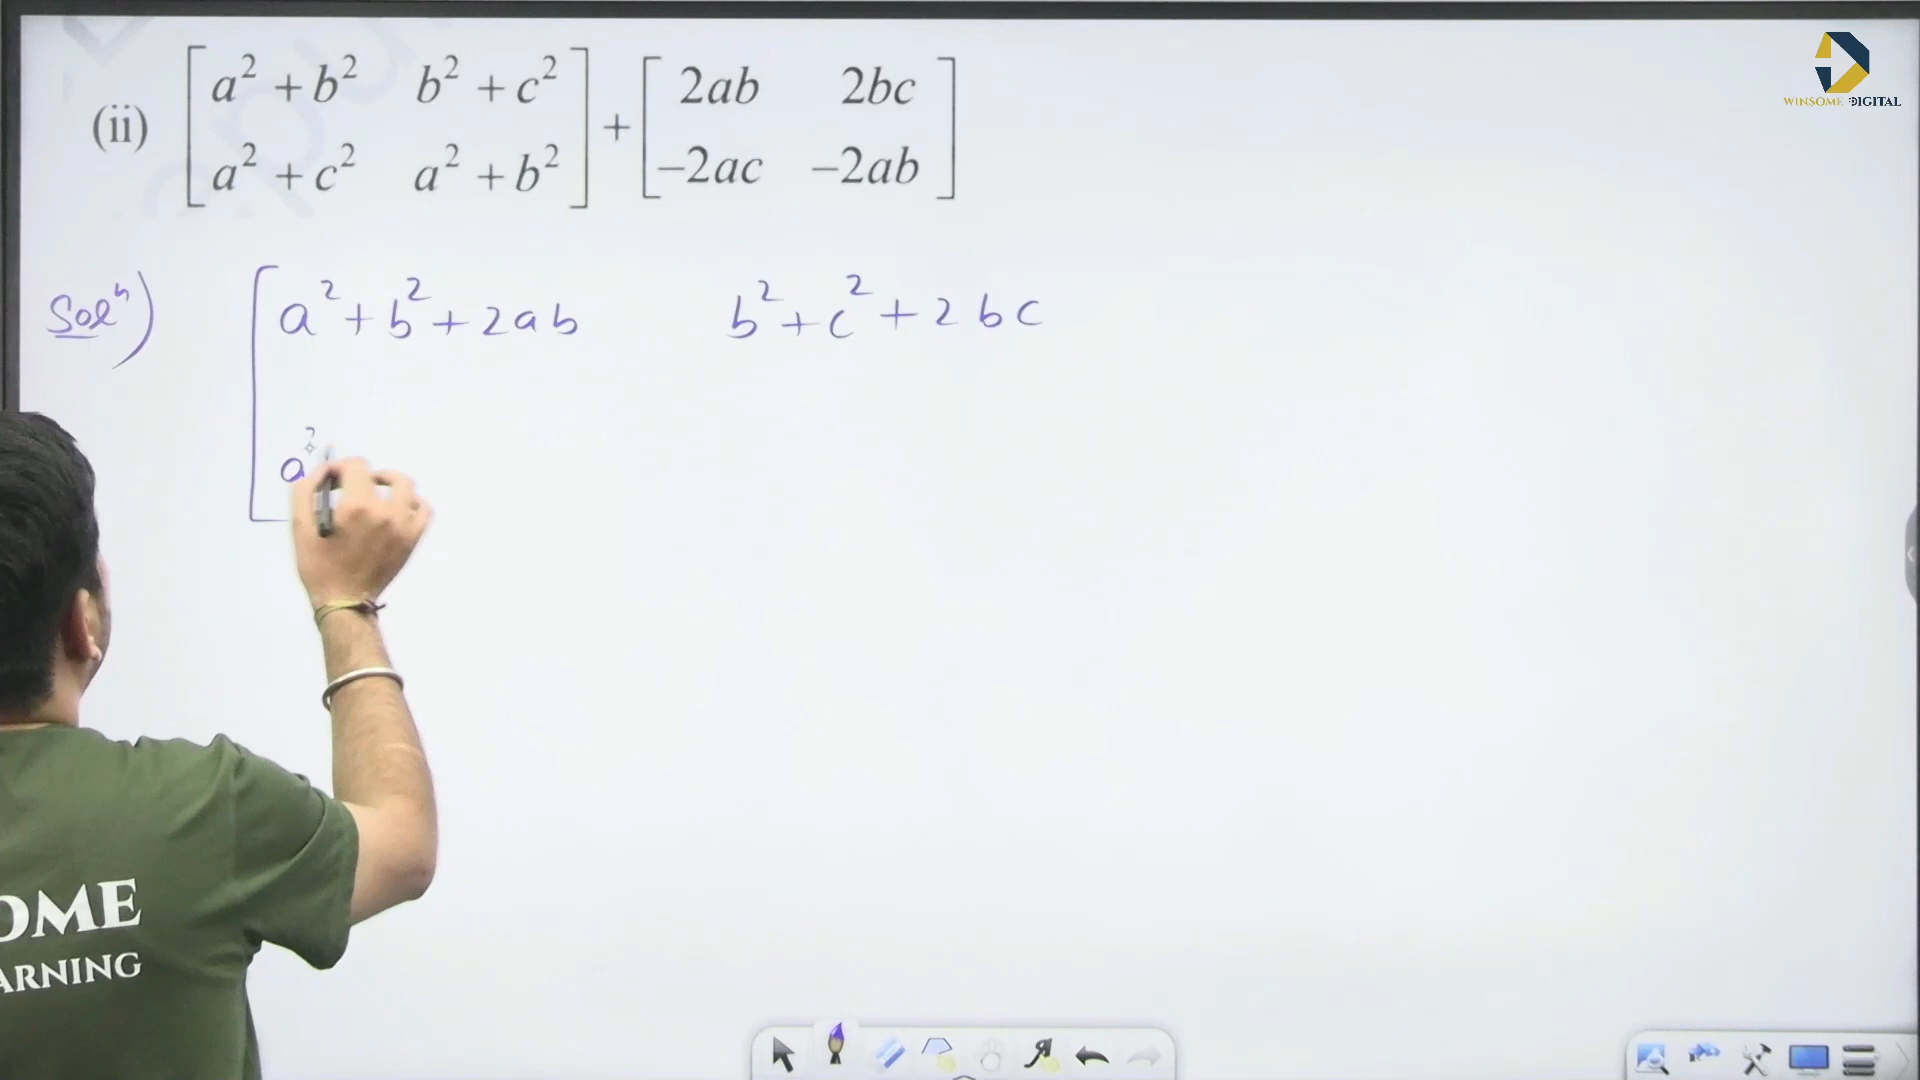 WINSOME DIGITAL
(ii) [a² + b² b² + c²
a² + c² a² + b²] + [2ab 2bc
–2ac –2ab]
Solⁿ) [a² + b² + 2ab b² + c² + 2bc
a²
OME
ARNING